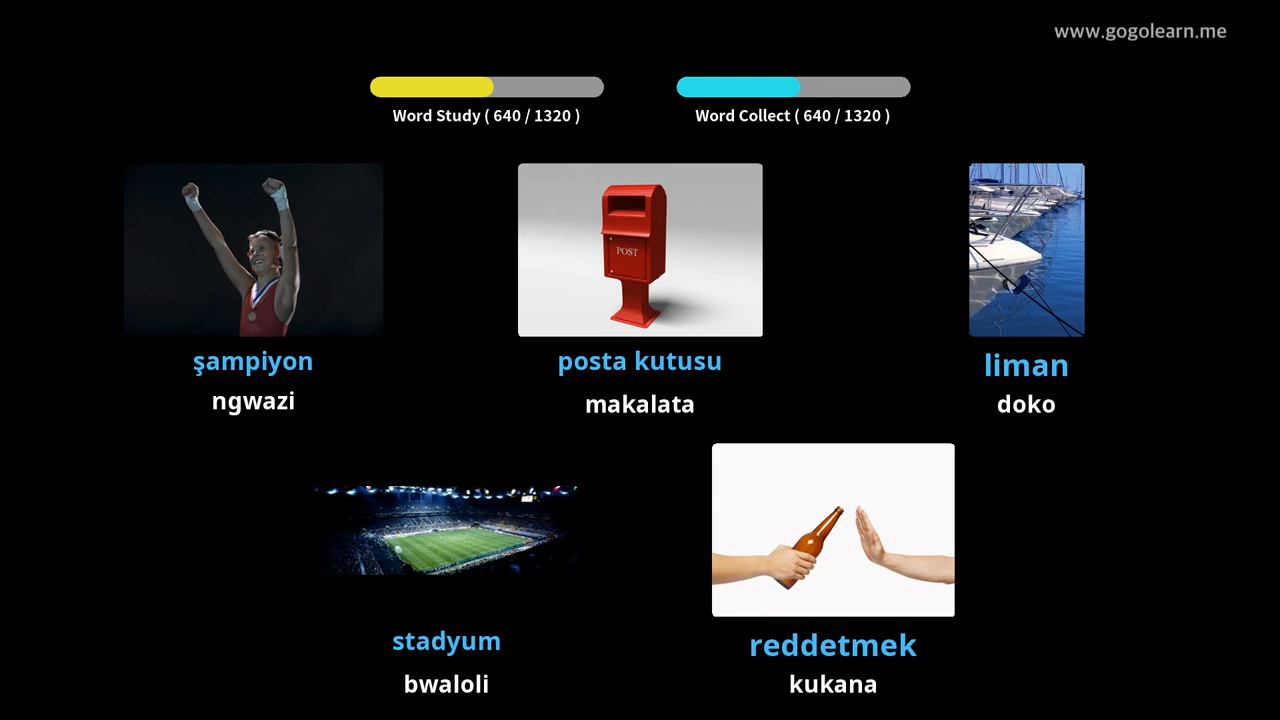 www.gogolearn.me
Word Study ( 640 / 1320 )
Word Collect ( 640 / 1320 )
POST
şampiyon
ngwazi
posta kutusu
makalata
liman
doko
stadyum
bwaloli
reddetmek
kukana